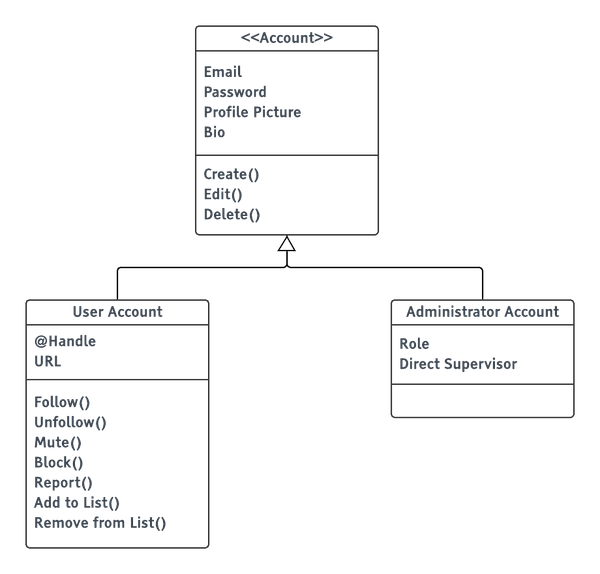 <<Account>>
Email
Password
Profile Picture
Bio
Create()
Edit()
Delete()
User Account
@Handle
URL
Follow()
Unfollow()
Mute()
Block()
Report()
Add to List()
Remove from List()
Administrator Account
Role
Direct Supervisor